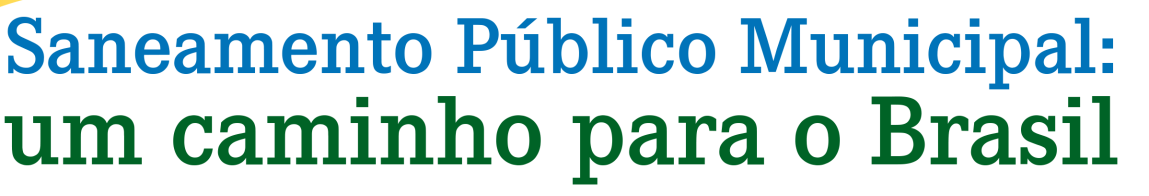 Saneamento Público Municipal:
um caminho para o Brasil